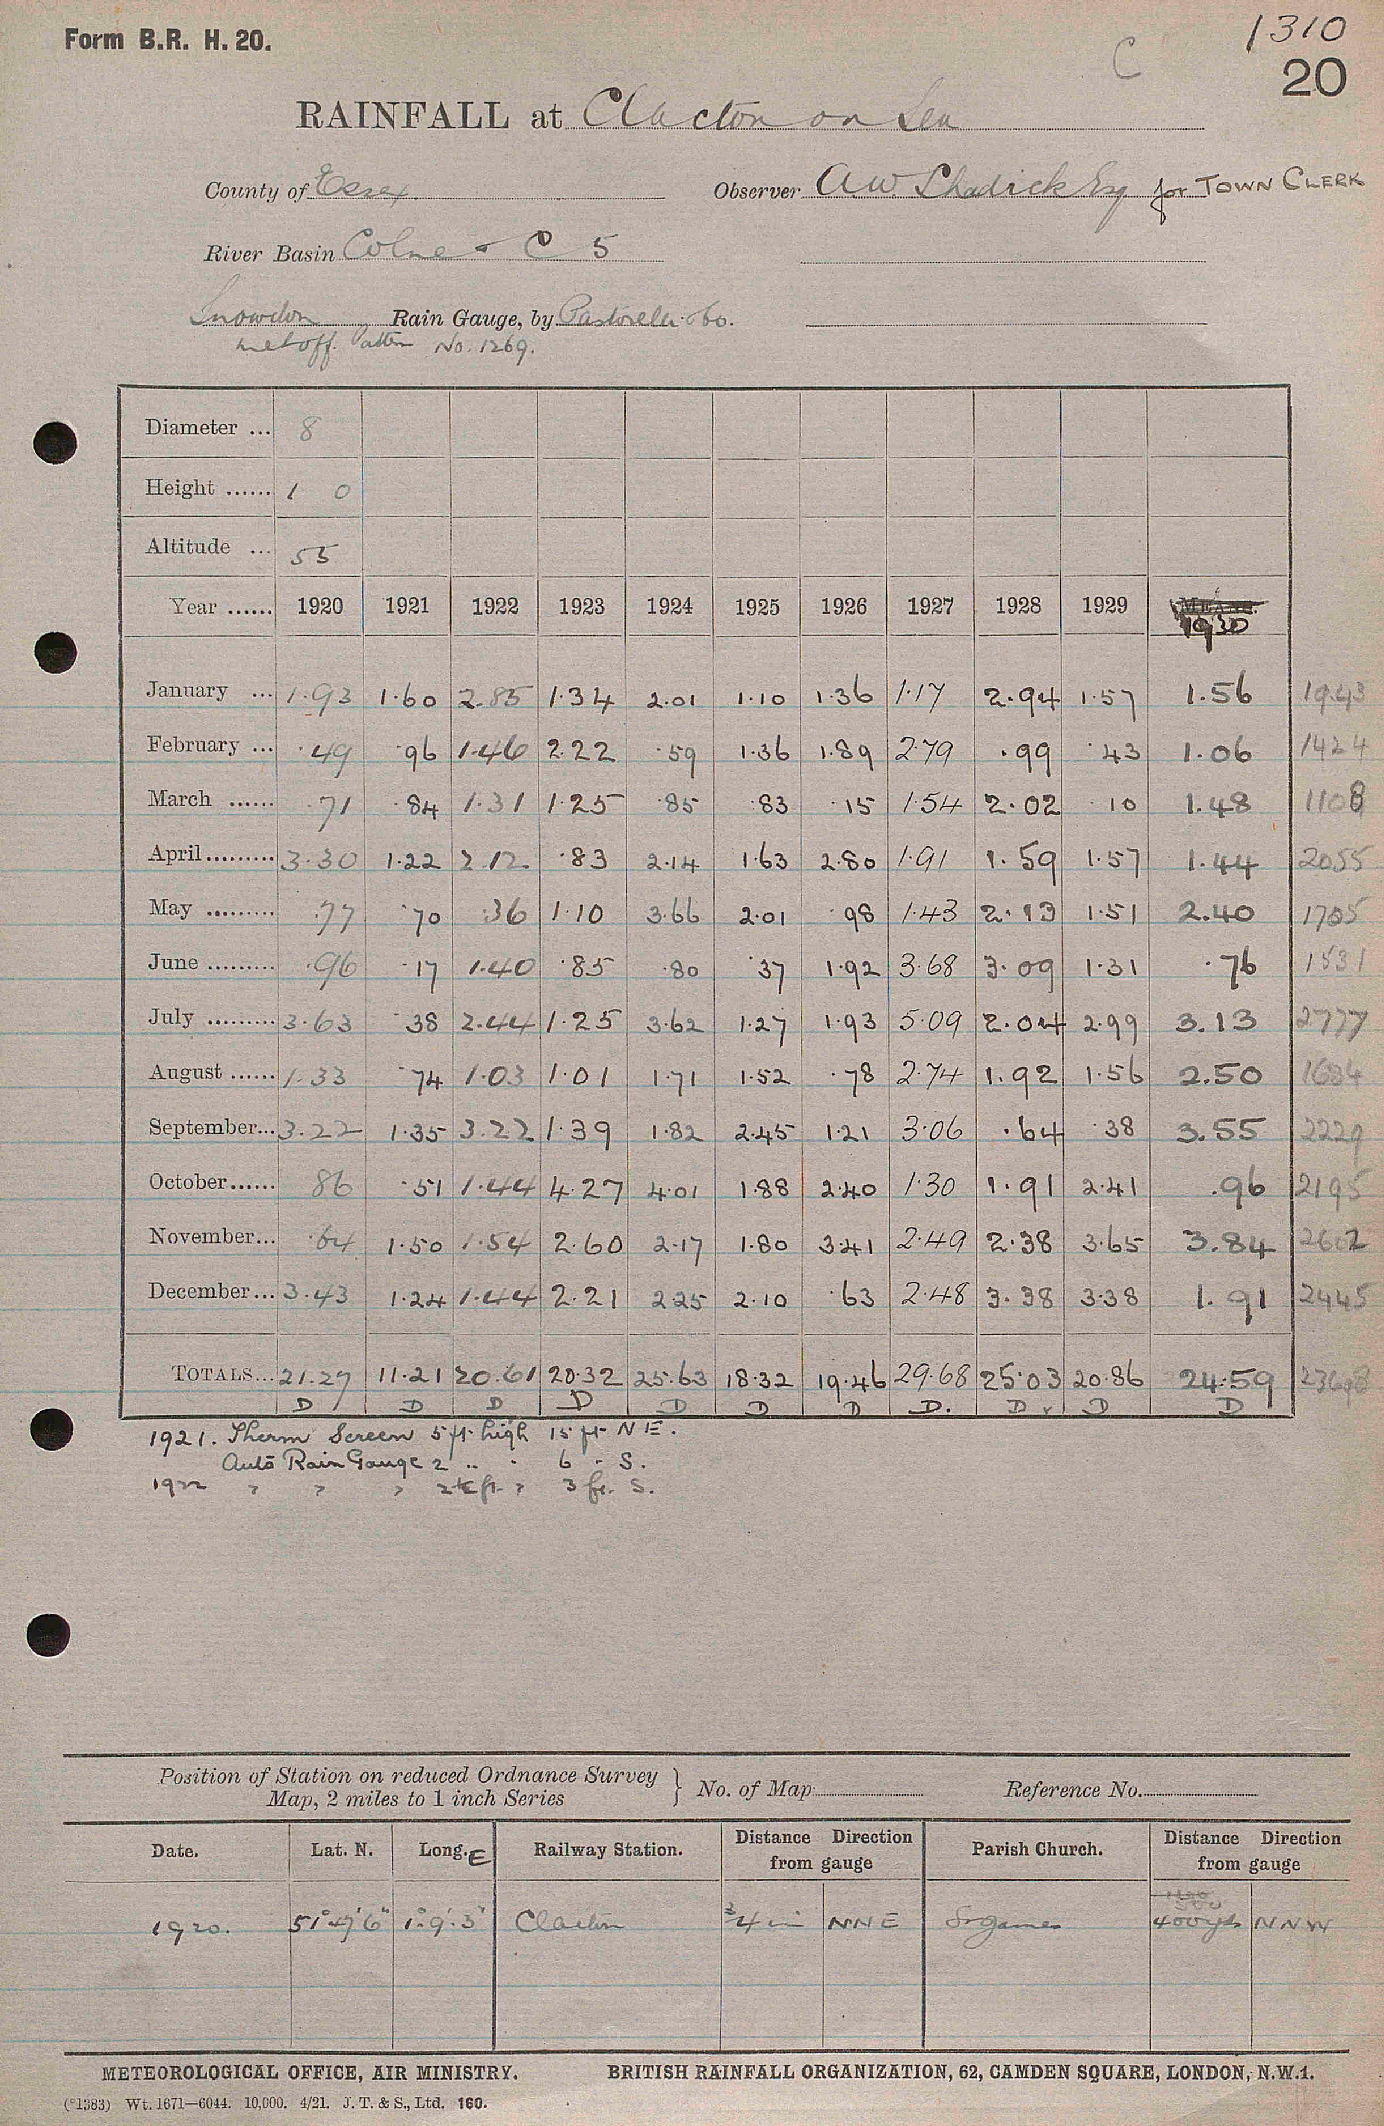 Form B.R. H. 20.
1310
C
20
RAINFALL at Clacton on Sea
County of Essex
Observer A W Shadick Esq for TOWN CLERK
River Basin Colne - C 5
Snowdon Rain Gauge, by Pastorelli & Co.
Met off. Pattern No. 1269.
Diameter ... 8
Height ...... 1 0
Altitude ... 55
Year ...... 1920 1921 1922 1923 1924 1925 1926 1927 1928 1929 MEANS. 1930
January ... 1.93 1.60 2.85 1.34 2.01 1.10 1.36 1.17 2.94 1.57 1.56 1943
February ... .49 .96 1.46 2.22 .59 1.36 1.89 2.79 .99 .43 1.06 1424
March ...... .71 .84 1.31 1.25 .85 .83 .15 1.54 2.02 .10 1.48 1108
April ......... 3.30 1.22 2.12 .83 2.14 1.63 2.80 1.91 1.59 1.57 1.44 2055
May ......... .77 .70 .36 1.10 3.66 2.01 .98 1.43 2.13 1.51 2.40 1705
June ......... .96 .17 1.40 .85 .80 .37 1.92 3.68 3.09 1.31 .76 1531
July ......... 3.63 .38 2.44 1.25 3.62 1.27 1.93 5.09 2.04 2.99 3.13 2777
August ...... 1.33 .74 1.03 1.01 1.71 1.52 .78 2.74 1.92 1.56 2.50 1684
September... 3.22 1.35 3.22 1.39 1.82 2.45 1.21 3.06 .64 .38 3.55 2229
October...... .86 .51 1.44 4.27 4.01 1.88 2.40 1.30 1.91 2.41 .96 2195
November... .64 1.50 1.54 2.60 2.17 1.80 3.41 2.49 2.38 3.65 3.84 2602
December... 3.43 1.24 1.44 2.21 2.25 2.10 .63 2.48 3.38 3.38 1.91 2445
TOTALS... 21.27 11.21 20.61 20.32 25.63 18.32 19.46 29.68 25.03 20.86 24.59 23698
D D D D D D D D. D D D
1921. Therm Screen 5 ft. high 15 ft. N E.
Auto Rain Gauge 2 " " 6 " S.
1922 " " " 2½ ft. " 3 ft. S.
Position of Station on reduced Ordnance Survey Map, 2 miles to 1 inch Series } No. of Map Reference No.
Date. Lat. N. Long. E Railway Station. Distance Direction from gauge Parish Church. Distance Direction from gauge
1920. 51° 47' 6" 1° 9' 3" Clacton ¾ m NNE St James 400 yds NNW
METEOROLOGICAL OFFICE, AIR MINISTRY. BRITISH RAINFALL ORGANIZATION, 62, CAMDEN SQUARE, LONDON, N.W.1.
(*1383) Wt. 1671—6044. 10,000. 4/21. J. T. & S., Ltd. 160.